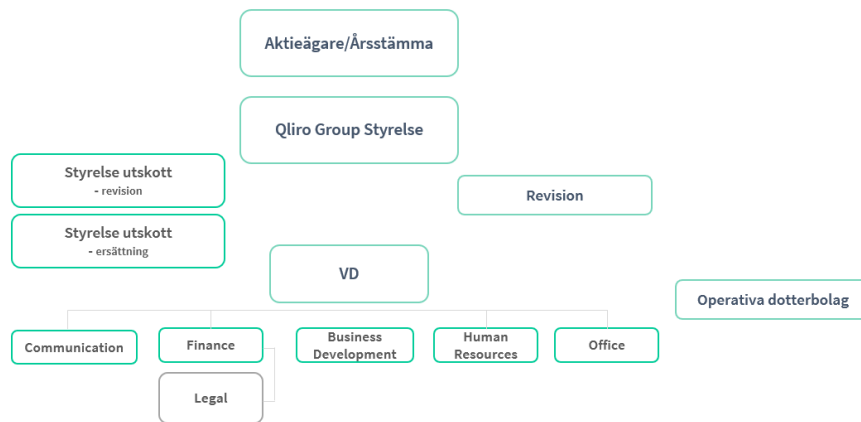 Aktieägare/Årsstämma
Qliro Group Styrelse
Styrelse utskott
- revision
Revision
Styrelse utskott
- ersättning
VD
Operativa dotterbolag
Communication
Finance
Business
Development
Human
Resources
Office
Legal